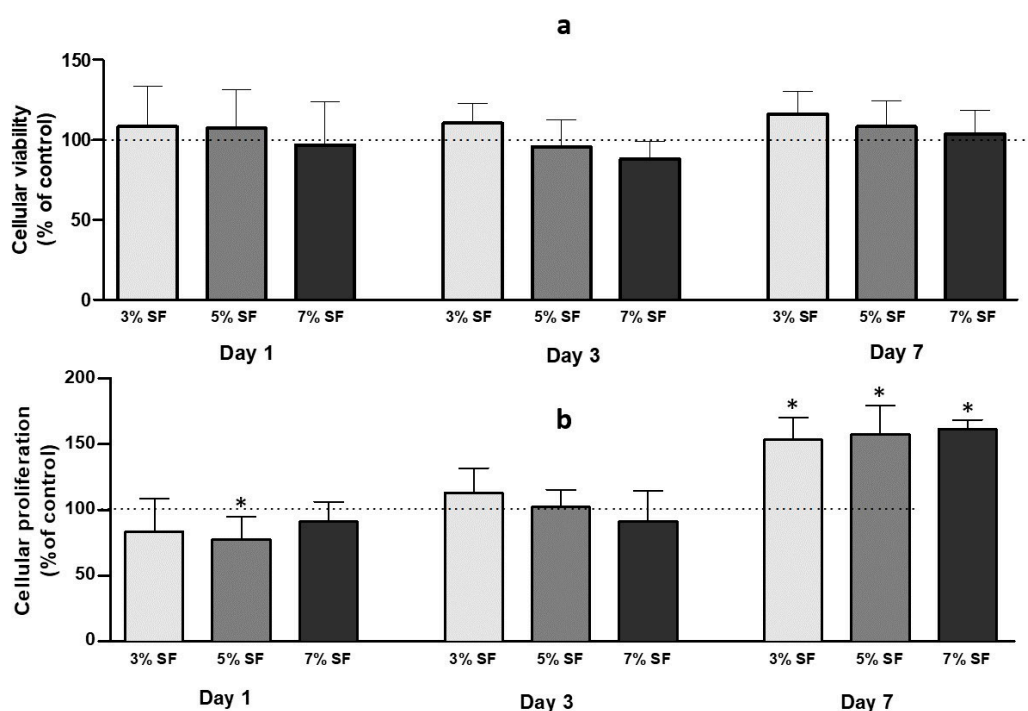 a
Cellular viability
(% of control)
150
100
50
0
3% SF 5% SF 7% SF 3% SF 5% SF 7% SF 3% SF 5% SF 7% SF
Day 1 Day 3 Day 7
b
Cellular proliferation
(%of control)
200
150
100
50
0
* * * *
3% SF 5% SF 7% SF 3% SF 5% SF 7% SF 3% SF 5% SF 7% SF
Day 1 Day 3 Day 7